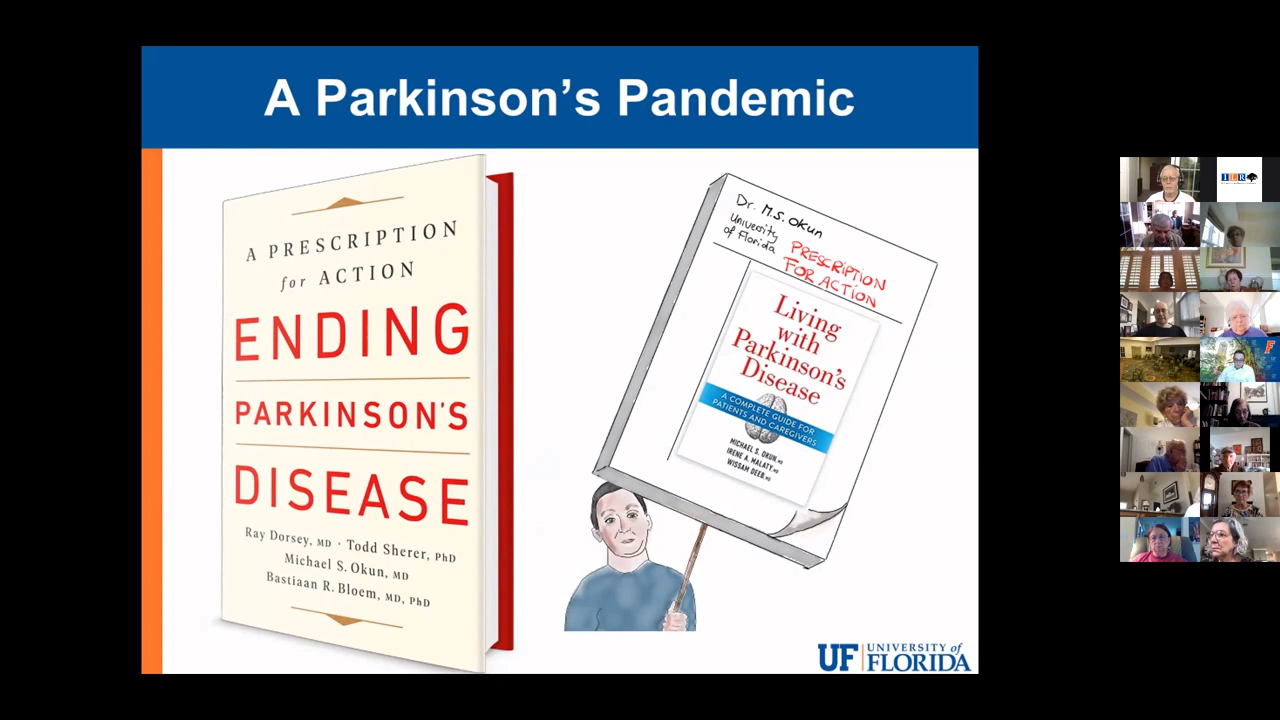 A Parkinson's Pandemic
A PRESCRIPTION
for ACTION
ENDING
PARKINSON'S
DISEASE
Ray Dorsey, MD · Todd Sherer, PhD
Michael S. Okun, MD
Bastiaan R. Bloem, MD, PhD
Dr. M.S. Okun
University
of Florida
PRESCRIPTION
FOR ACTION
Living
with
Parkinson's
Disease
A COMPLETE GUIDE FOR
PATIENTS AND CAREGIVERS
MICHAEL S. OKUN, MD
IRENE A. MALATY, MD
WISSAM DEEB, MD
UF UNIVERSITY of
FLORIDA
ILR
F